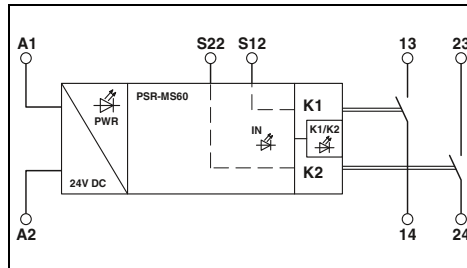 A1 S22 S12 13 23
PSR-MS60
PWR
K1
IN
K1/K2
K2
24V DC
A2 14 24